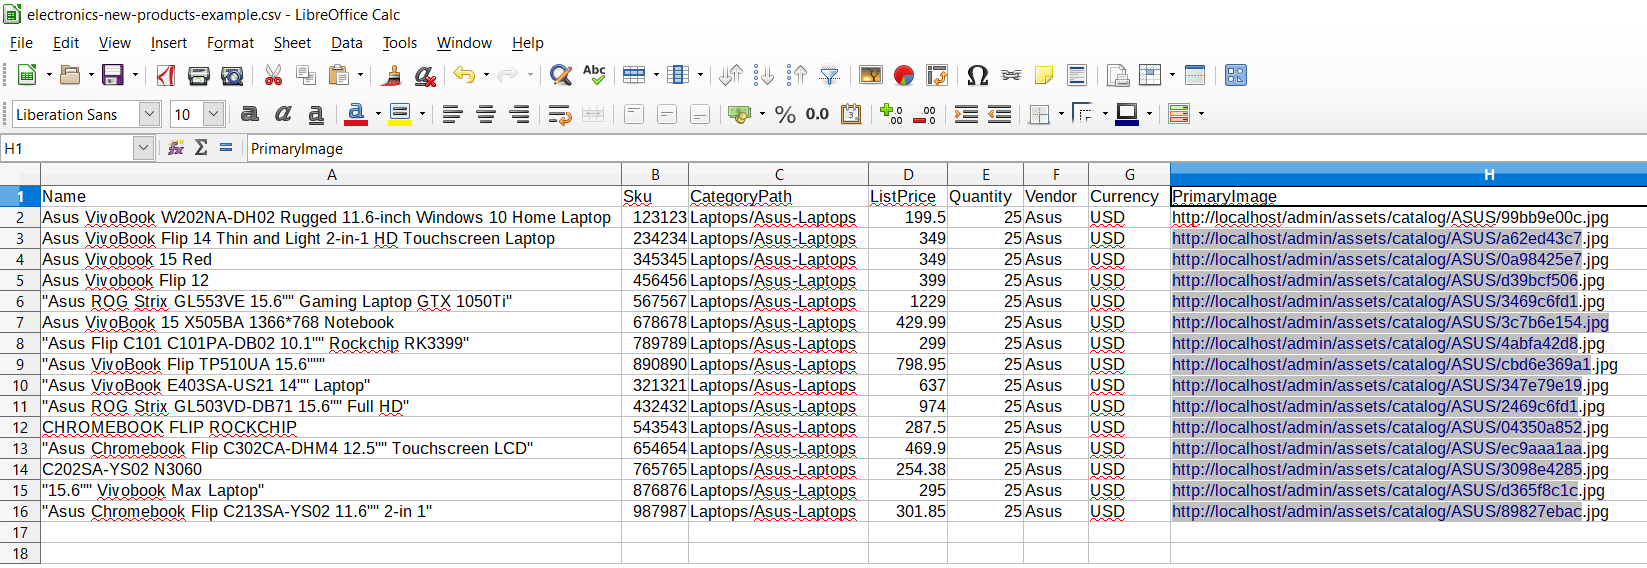 electronics-new-products-example.csv - LibreOffice Calc
File Edit View Insert Format Sheet Data Tools Window Help
Abc
Liberation Sans 10 a a a a % 0.0 .00 .00
H1 PrimaryImage
A B C D E F G H
1 Name Sku CategoryPath ListPrice Quantity Vendor Currency PrimaryImage
2 Asus VivoBook W202NA-DH02 Rugged 11.6-inch Windows 10 Home Laptop 123123 Laptops/Asus-Laptops 199.5 25 Asus USD http://localhost/admin/assets/catalog/ASUS/99bb9e00c.jpg
3 Asus VivoBook Flip 14 Thin and Light 2-in-1 HD Touchscreen Laptop 234234 Laptops/Asus-Laptops 349 25 Asus USD http://localhost/admin/assets/catalog/ASUS/a62ed43c7.jpg
4 Asus Vivobook 15 Red 345345 Laptops/Asus-Laptops 349 25 Asus USD http://localhost/admin/assets/catalog/ASUS/0a98425e7.jpg
5 Asus Vivobook Flip 12 456456 Laptops/Asus-Laptops 399 25 Asus USD http://localhost/admin/assets/catalog/ASUS/d39bcf506.jpg
6 "Asus ROG Strix GL553VE 15.6"" Gaming Laptop GTX 1050Ti" 567567 Laptops/Asus-Laptops 1229 25 Asus USD http://localhost/admin/assets/catalog/ASUS/3469c6fd1.jpg
7 Asus VivoBook 15 X505BA 1366*768 Notebook 678678 Laptops/Asus-Laptops 429.99 25 Asus USD http://localhost/admin/assets/catalog/ASUS/3c7b6e154.jpg
8 "Asus Flip C101 C101PA-DB02 10.1"" Rockchip RK3399" 789789 Laptops/Asus-Laptops 299 25 Asus USD http://localhost/admin/assets/catalog/ASUS/4abfa42d8.jpg
9 "Asus VivoBook Flip TP510UA 15.6""" 890890 Laptops/Asus-Laptops 798.95 25 Asus USD http://localhost/admin/assets/catalog/ASUS/cbd6e369a1.jpg
10 "Asus VivoBook E403SA-US21 14"" Laptop" 321321 Laptops/Asus-Laptops 637 25 Asus USD http://localhost/admin/assets/catalog/ASUS/347e79e19.jpg
11 "Asus ROG Strix GL503VD-DB71 15.6"" Full HD" 432432 Laptops/Asus-Laptops 974 25 Asus USD http://localhost/admin/assets/catalog/ASUS/2469c6fd1.jpg
12 CHROMEBOOK FLIP ROCKCHIP 543543 Laptops/Asus-Laptops 287.5 25 Asus USD http://localhost/admin/assets/catalog/ASUS/04350a852.jpg
13 "Asus Chromebook Flip C302CA-DHM4 12.5"" Touchscreen LCD" 654654 Laptops/Asus-Laptops 469.9 25 Asus USD http://localhost/admin/assets/catalog/ASUS/ec9aaa1aa.jpg
14 C202SA-YS02 N3060 765765 Laptops/Asus-Laptops 254.38 25 Asus USD http://localhost/admin/assets/catalog/ASUS/3098e4285.jpg
15 "15.6"" Vivobook Max Laptop" 876876 Laptops/Asus-Laptops 295 25 Asus USD http://localhost/admin/assets/catalog/ASUS/d365f8c1c.jpg
16 "Asus Chromebook Flip C213SA-YS02 11.6"" 2-in 1" 987987 Laptops/Asus-Laptops 301.85 25 Asus USD http://localhost/admin/assets/catalog/ASUS/89827ebac.jpg
17
18